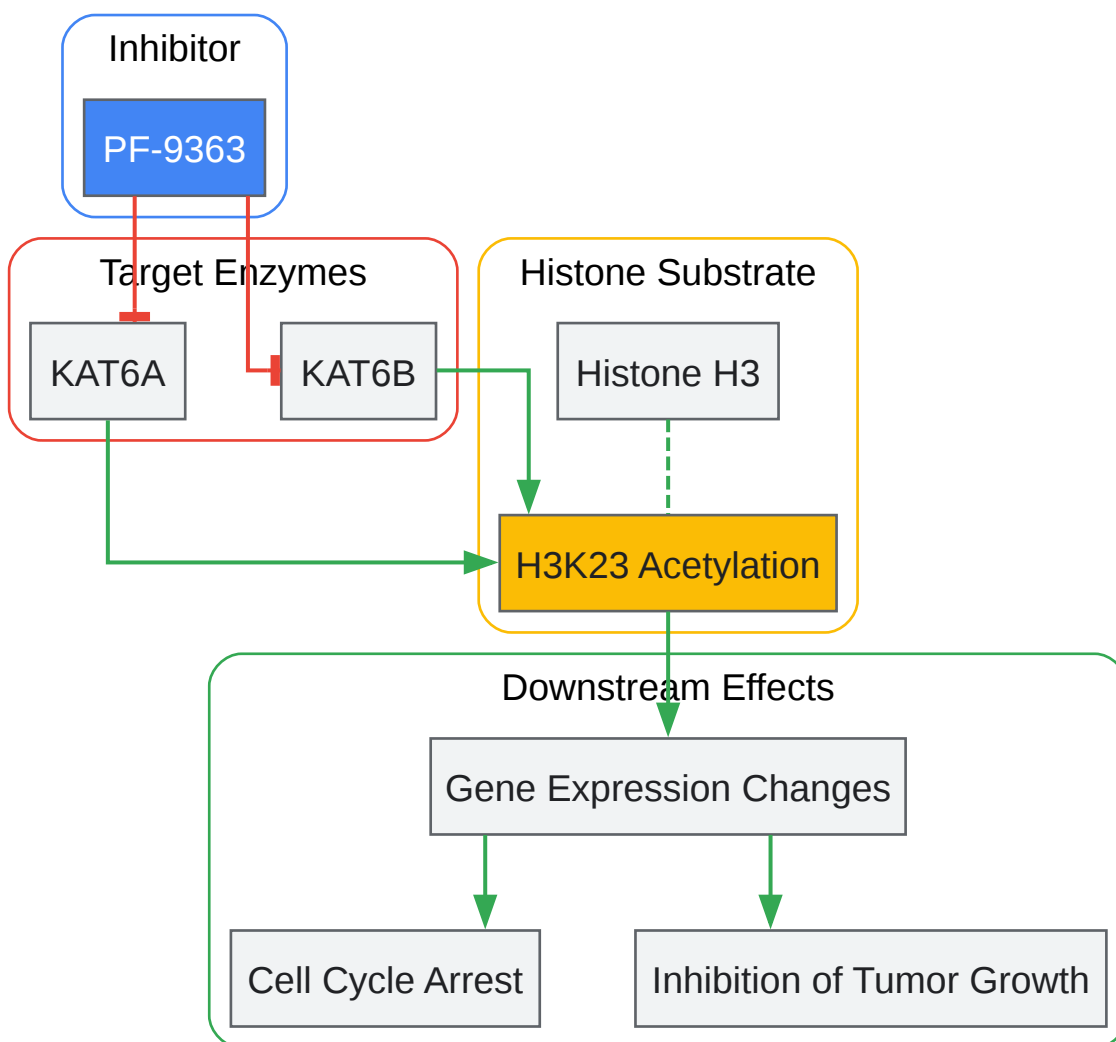 Inhibitor
PF-9363
Target Enzymes
Histone Substrate
KAT6A
KAT6B
Histone H3
H3K23 Acetylation
Downstream Effects
Gene Expression Changes
Cell Cycle Arrest
Inhibition of Tumor Growth